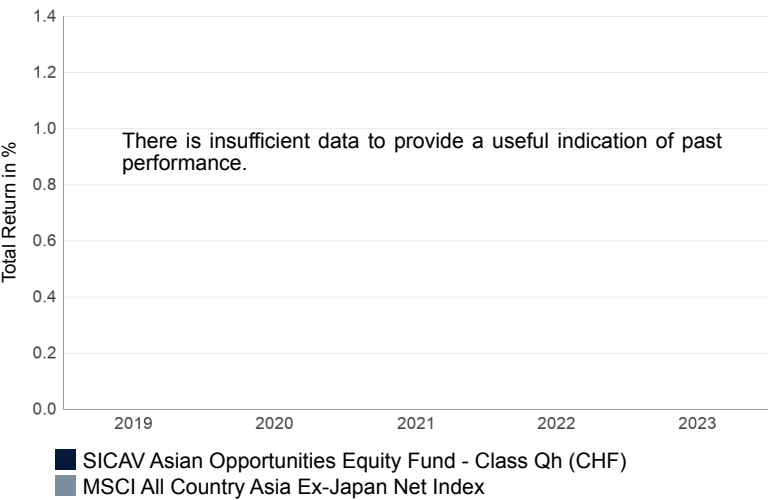 1.4
1.2
1.0
There is insufficient data to provide a useful indication of past
performance.
0.8
0.6
0.4
0.2
0.0
Total Return in %
2019 2020 2021 2022 2023
SICAV Asian Opportunities Equity Fund - Class Qh (CHF)
MSCI All Country Asia Ex-Japan Net Index